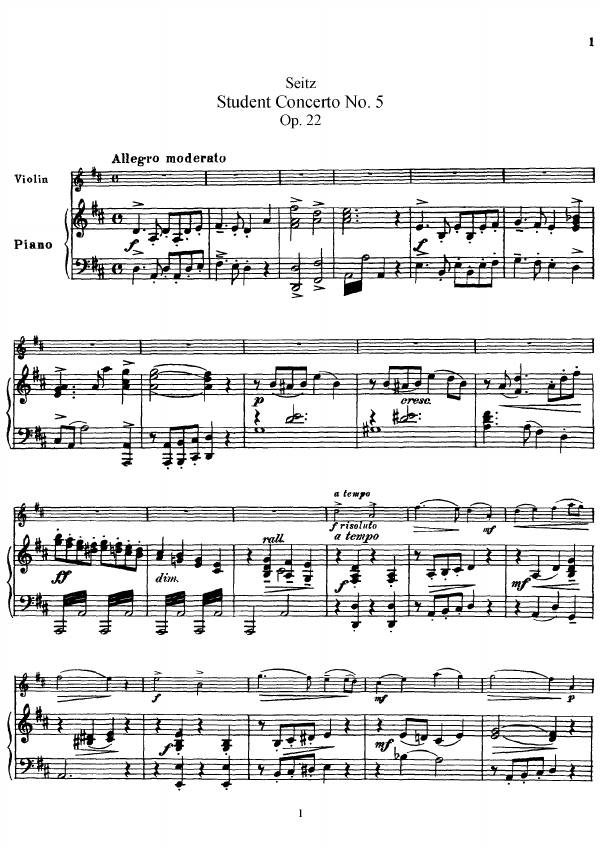 1
Seitz
Student Concerto No. 5
Op. 22
Allegro moderato
Violin
Piano
f
p
cresc.
a tempo
f risoluto
mf
rall.
a tempo
ff
dim.
f
mf
mf
p
f
mf
1